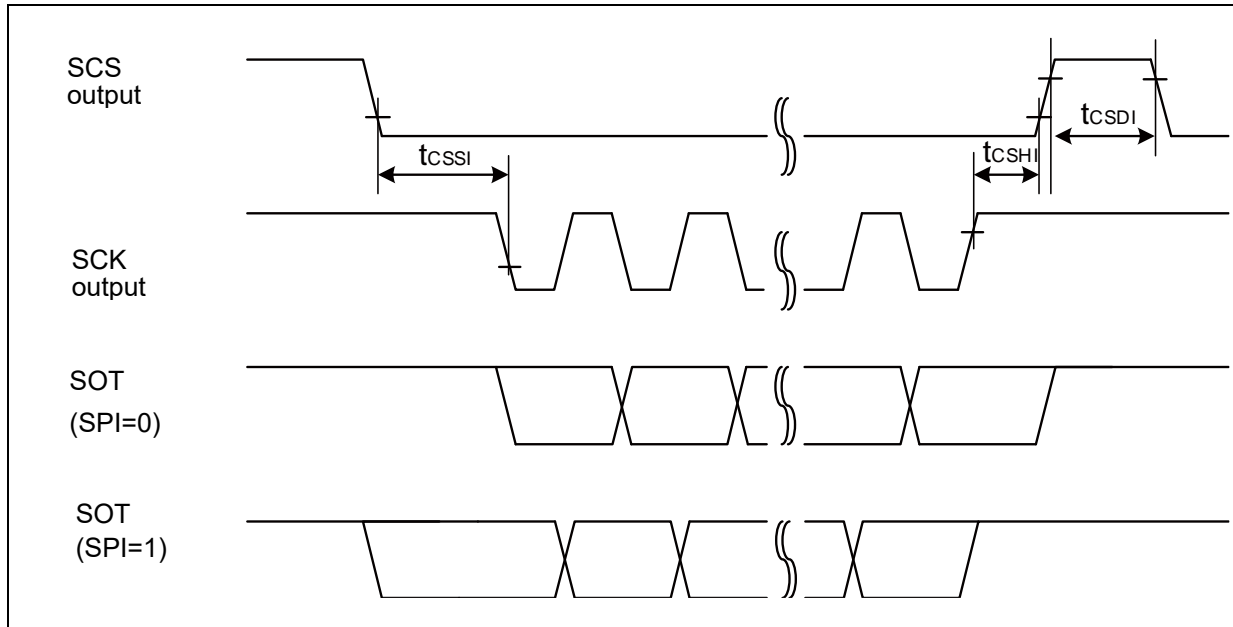 SCS
output
tCSDI
tCSSI
tCSHI
SCK
output
SOT
(SPI=0)
SOT
(SPI=1)